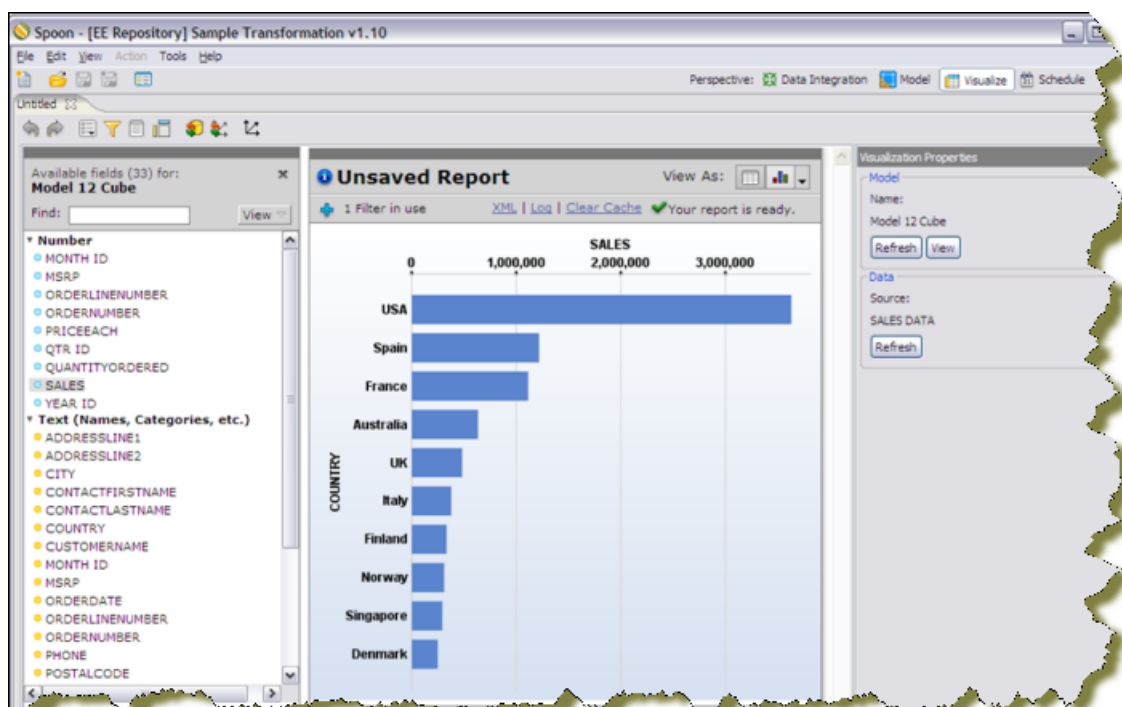 Spoon - [EE Repository] Sample Transformation v1.10
File Edit View Action Tools Help
Perspective: Data Integration Model Visualize Schedule
Untitled
Available fields (33) for:
Model 12 Cube
Find: View
Number
MONTH ID
MSRP
ORDERLINENUMBER
ORDERNUMBER
PRICEEACH
QTR ID
QUANTITYORDERED
SALES
YEAR ID
Text (Names, Categories, etc.)
ADDRESSLINE1
ADDRESSLINE2
CITY
CONTACTFIRSTNAME
CONTACTLASTNAME
COUNTRY
CUSTOMERNAME
MONTH ID
MSRP
ORDERDATE
ORDERLINENUMBER
ORDERNUMBER
PHONE
POSTALCODE
Unsaved Report View As:
1 Filter in use XML | Log | Clear Cache Your report is ready.
SALES
0 1,000,000 2,000,000 3,000,000
COUNTRY
USA
Spain
France
Australia
UK
Italy
Finland
Norway
Singapore
Denmark
Visualization Properties
Model
Name:
Model 12 Cube
Refresh View
Data
Source:
SALES DATA
Refresh